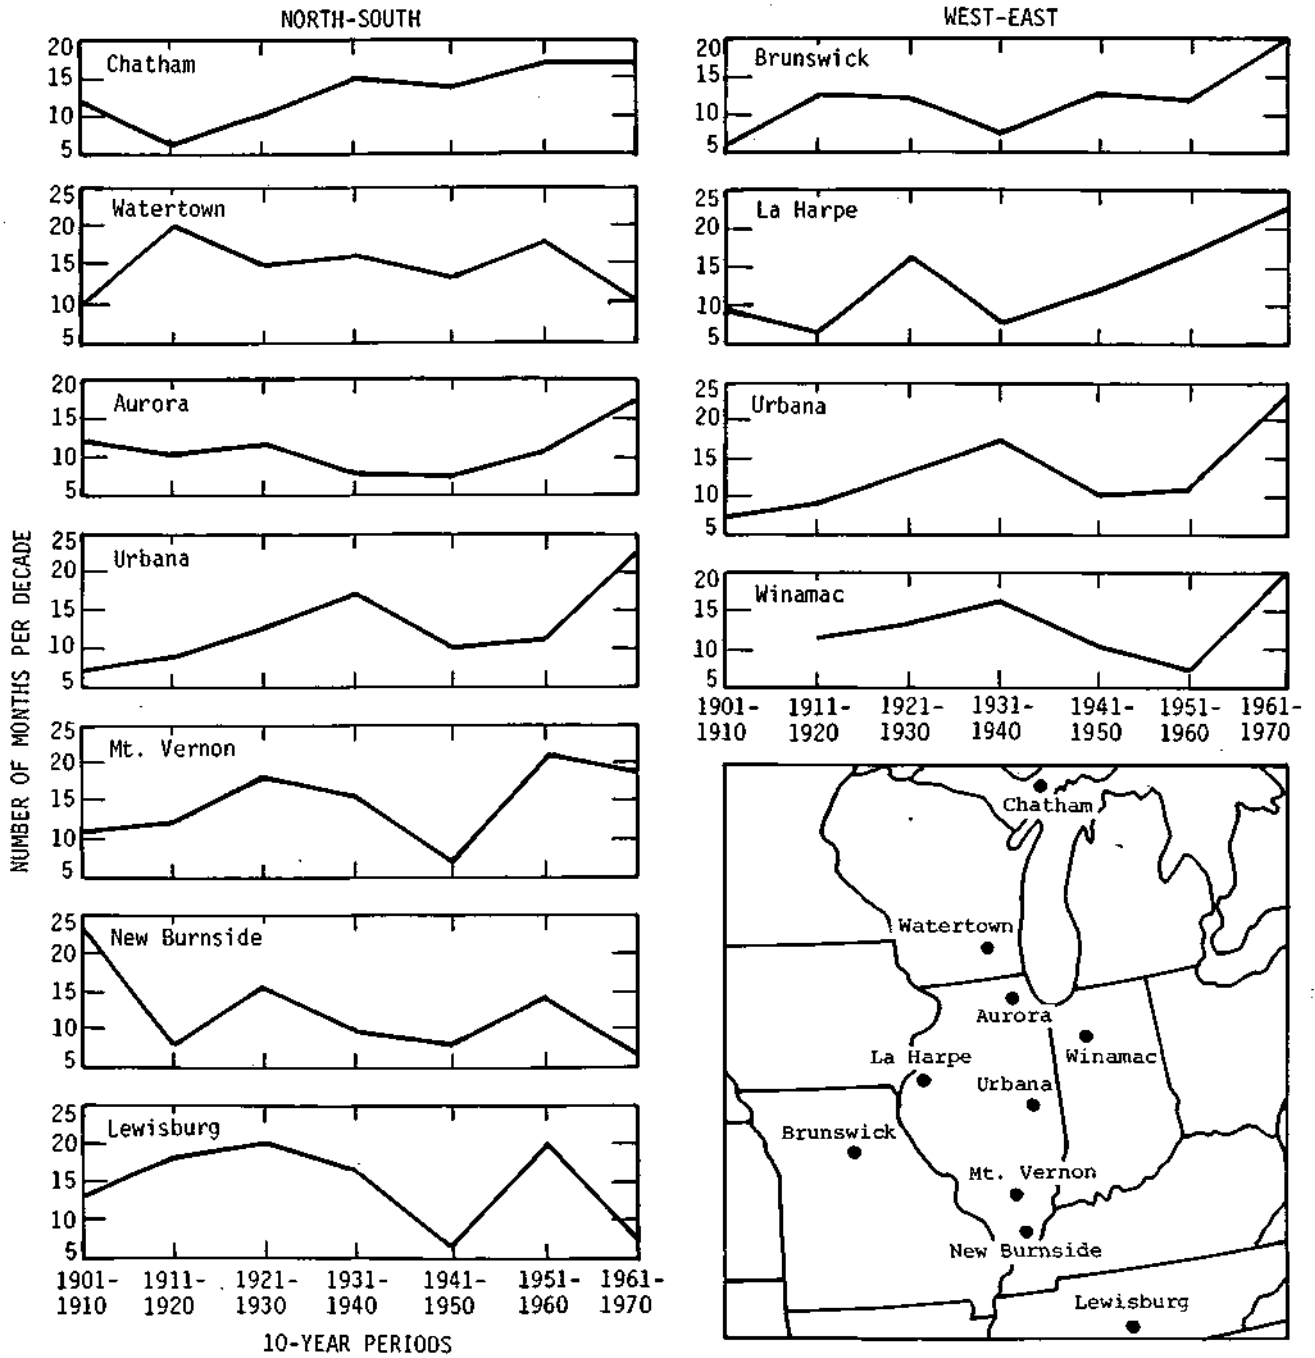 NORTH-SOUTH
NUMBER OF MONTHS PER DECADE
20
Chatham
15
10
5
25
Watertown
20
15
10
5
20
Aurora
15
10
5
25
Urbana
20
15
10
5
25
Mt. Vernon
20
15
10
5
25
New Burnside
20
15
10
5
25
Lewisburg
20
15
10
5
1901- 1911- 1921- 1931- 1941- 1951- 1961-
1910 1920 1930 1940 1950 1960 1970
10-YEAR PERIODS
WEST-EAST
20
Brunswick
15
10
5
25
La Harpe
20
15
10
5
25
Urbana
20
15
10
5
20
Winamac
15
10
5
1901- 1911- 1921- 1931- 1941- 1951- 1961-
1910 1920 1930 1940 1950 1960 1970
Chatham
Watertown
Aurora
La Harpe
Winamac
Urbana
Brunswick
Mt. Vernon
New Burnside
Lewisburg